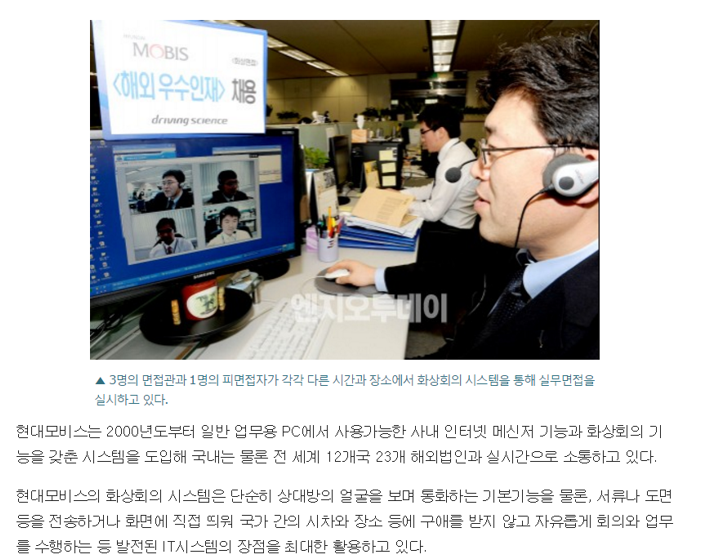 MOBIS
<화상면접>
<해외 우수인재> 채용
driving science
SAMSUNG
엔지오투데이
▲ 3명의 면접관과 1명의 피면접자가 각각 다른 시간과 장소에서 화상회의 시스템을 통해 실무면접을
실시하고 있다.
현대모비스는 2000년도부터 일반 업무용 PC에서 사용가능한 사내 인터넷 메신저 기능과 화상회의 기
능을 갖춘 시스템을 도입해 국내는 물론 전 세계 12개국 23개 해외법인과 실시간으로 소통하고 있다.
현대모비스의 화상회의 시스템은 단순히 상대방의 얼굴을 보며 통화하는 기본기능을 물론, 서류나 도면
등을 전송하거나 화면에 직접 띄워 국가 간의 시차와 장소 등에 구애를 받지 않고 자유롭게 회의와 업무
를 수행하는 등 발전된 IT시스템의 장점을 최대한 활용하고 있다.